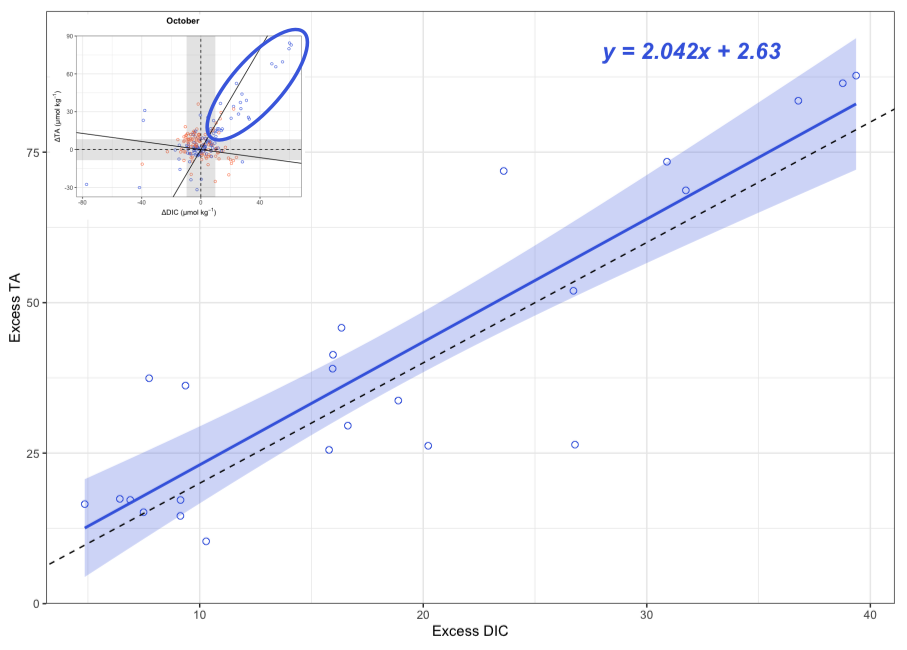 October
y = 2.042x + 2.63
90
60
30
0
-30
ΔTA (μmol kg⁻¹)
-80
-40
0
40
ΔDIC (μmol kg⁻¹)
75
50
25
0
Excess TA
10
20
30
40
Excess DIC